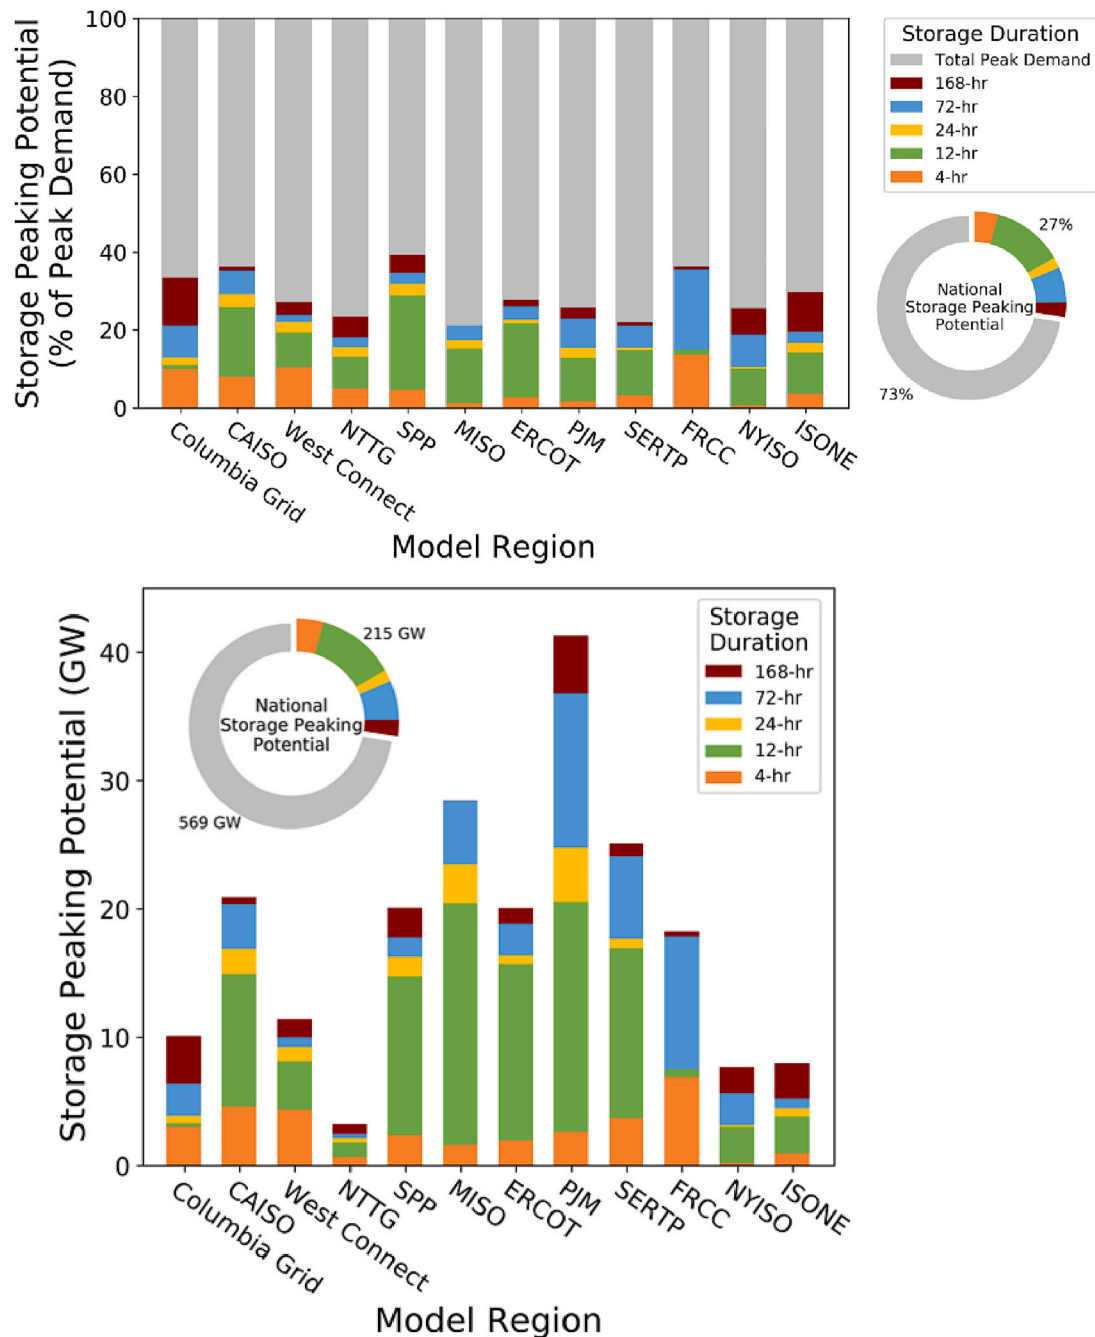 Storage Peaking Potential
(% of Peak Demand)
100
80
60
40
20
0
Columbia Grid
CAISO
West Connect
NTTG
SPP
MISO
ERCOT
PJM
SERTP
FRCC
NYISO
ISONE
Model Region
Storage Duration
Total Peak Demand
168-hr
72-hr
24-hr
12-hr
4-hr
27%
National
Storage Peaking
Potential
73%
Storage Peaking Potential (GW)
40
30
20
10
0
215 GW
National
Storage Peaking
Potential
569 GW
Storage
Duration
168-hr
72-hr
24-hr
12-hr
4-hr
Columbia Grid
CAISO
West Connect
NTTG
SPP
MISO
ERCOT
PJM
SERTP
FRCC
NYISO
ISONE
Model Region